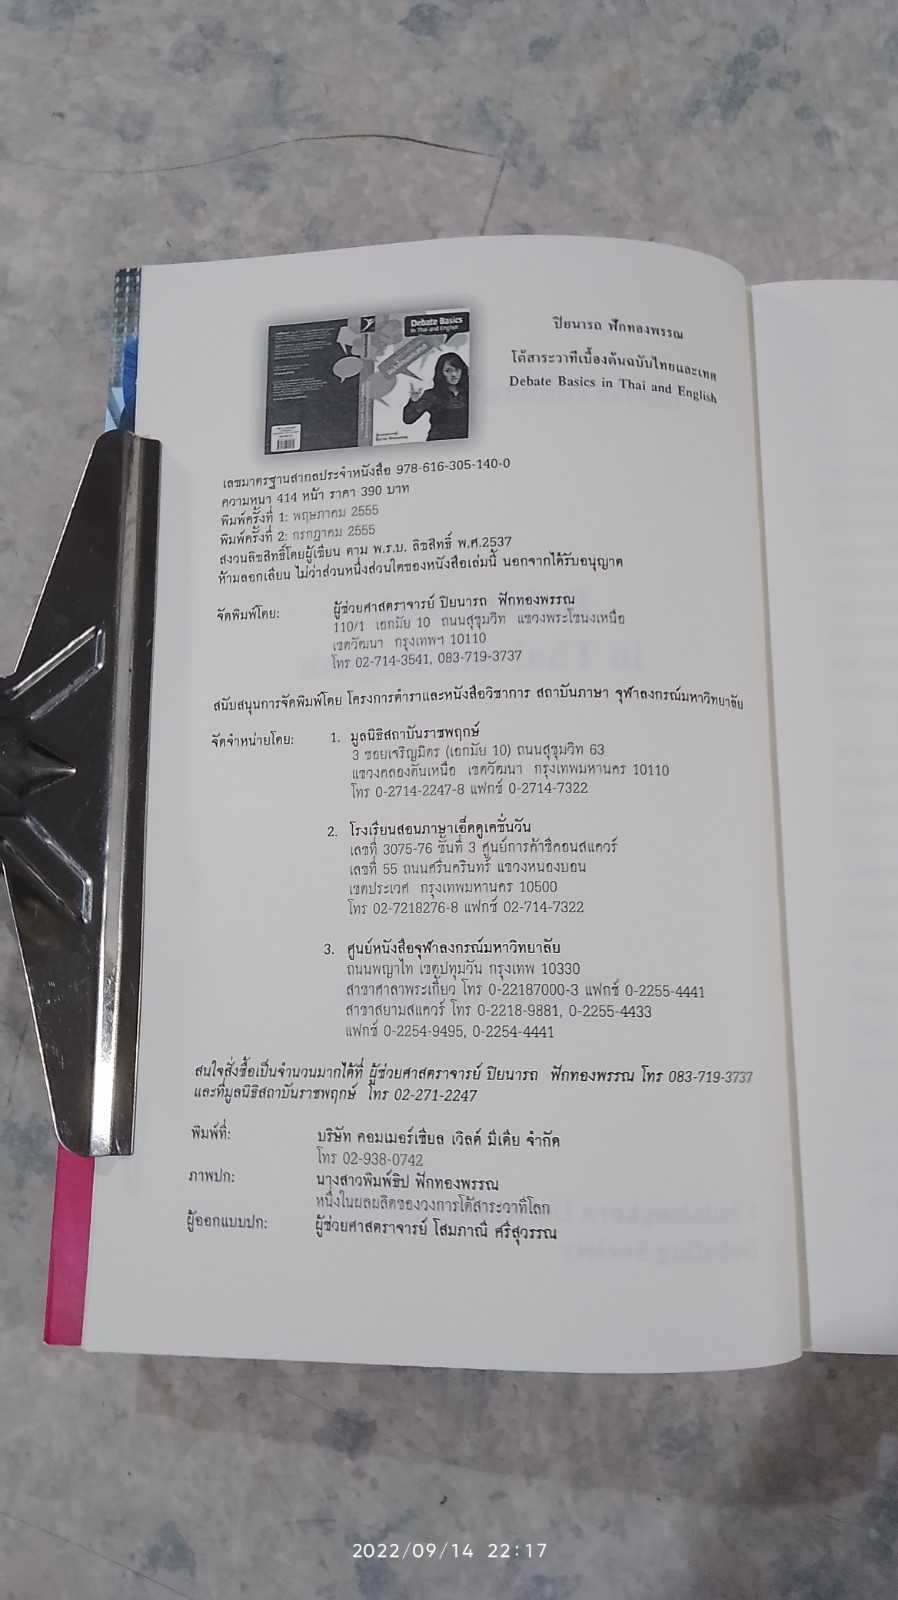 Debate Basics
in Thai and English
ปิยนารถ ฟักทองพรรณ
โต้สาระวาทีเบื้องต้นฉบับไทยและเทศ
Debate Basics in Thai and English
เลขมาตรฐานสากลประจำหนังสือ 978-616-305-140-0
ความหนา 414 หน้า ราคา 390 บาท
พิมพ์ครั้งที่ 1: พฤษภาคม 2555
พิมพ์ครั้งที่ 2: กรกฎาคม 2555
สงวนลิขสิทธิ์โดยผู้เขียน ตาม พ.ร.บ. ลิขสิทธิ์ พ.ศ.2537
ห้ามลอกเลียน ไม่ว่าส่วนหนึ่งส่วนใดของหนังสือเล่มนี้ นอกจากได้รับอนุญาต
จัดพิมพ์โดย: ผู้ช่วยศาสตราจารย์ ปิยนารถ ฟักทองพรรณ
110/1 เอกมัย 10 ถนนสุขุมวิท แขวงพระโขนงเหนือ
เขตวัฒนา กรุงเทพฯ 10110
โทร 02-714-3541, 083-719-3737
สนับสนุนการจัดพิมพ์โดย โครงการตำราและหนังสือวิชาการ สถาบันภาษา จุฬาลงกรณ์มหาวิทยาลัย
จัดจำหน่ายโดย: 1. มูลนิธิสถาบันราชพฤกษ์
3 ซอยเจริญมิตร (เอกมัย 10) ถนนสุขุมวิท 63
แขวงคลองตันเหนือ เขตวัฒนา กรุงเทพมหานคร 10110
โทร 0-2714-2247-8 แฟกซ์ 0-2714-7322
2. โรงเรียนสอนภาษาเอ็ดดูเคชั่นวัน
เลขที่ 3075-76 ชั้นที่ 3 ศูนย์การค้าซีคอนสแควร์
เลขที่ 55 ถนนศรีนครินทร์ แขวงหนองบอน
เขตประเวศ กรุงเทพมหานคร 10500
โทร 02-7218276-8 แฟกซ์ 02-714-7322
3. ศูนย์หนังสือจุฬาลงกรณ์มหาวิทยาลัย
ถนนพญาไท เขตปทุมวัน กรุงเทพ 10330
สาขาศาลาพระเกี้ยว โทร 0-22187000-3 แฟกซ์ 0-2255-4441
สาขาสยามสแควร์ โทร 0-2218-9881, 0-2255-4433
แฟกซ์ 0-2254-9495, 0-2254-4441
สนใจสั่งซื้อเป็นจำนวนมากได้ที่ ผู้ช่วยศาสตราจารย์ ปิยนารถ ฟักทองพรรณ โทร 083-719-3737
และที่มูลนิธิสถาบันราชพฤกษ์ โทร 02-271-2247
พิมพ์ที่: บริษัท คอมเมอร์เชียล เวิลด์ มีเดีย จำกัด
โทร 02-938-0742
ภาพปก: นางสาวพิมพ์ธิป ฟักทองพรรณ
หนึ่งในผลผลิตของวงการโต้สาระวาทีโลก
ผู้ออกแบบปก: ผู้ช่วยศาสตราจารย์ โสมภาณี ศรีสุวรรณ
2022/09/14 22:17